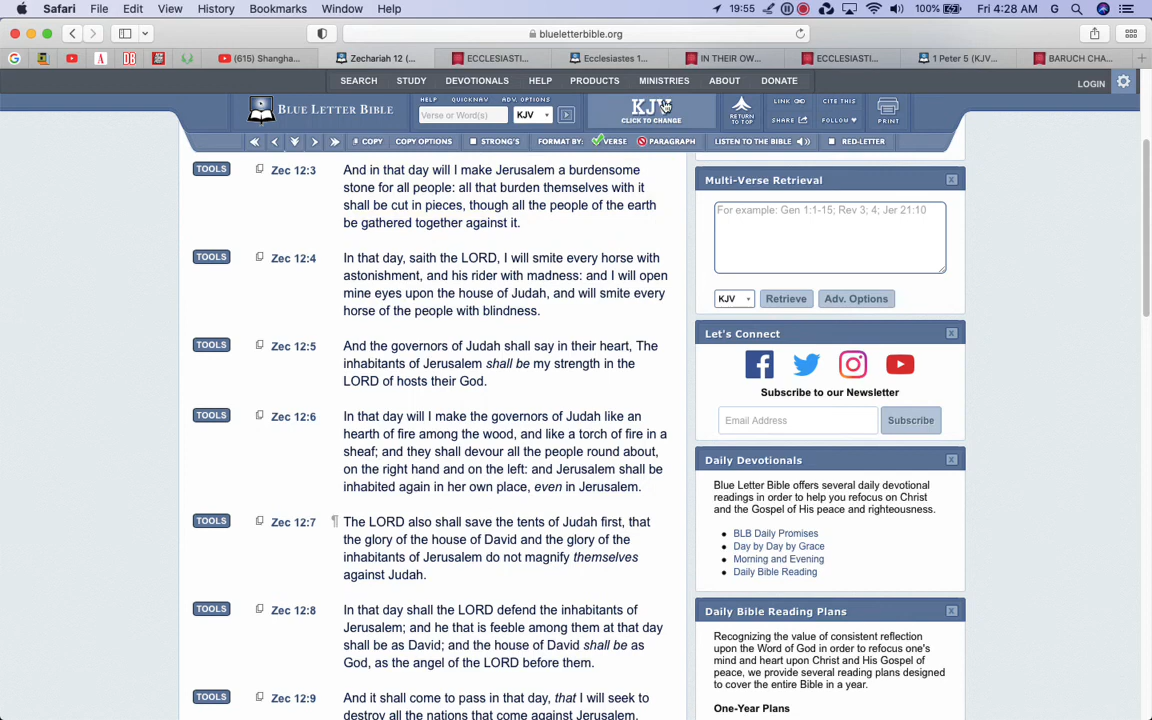 Safari File Edit View History Bookmarks Window Help 19:55 100% Fri 4:28 AM G
blueletterbible.org
(615) Shangha... Zechariah 12 (... ECCLESIASTI... Ecclesiastes 1... IN THEIR OW... ECCLESIASTI... 1 Peter 5 (KJV... BARUCH CHA...
SEARCH STUDY DEVOTIONALS HELP PRODUCTS MINISTRIES ABOUT DONATE LOGIN
BLUE LETTER BIBLE
HELP QUICKNAV ADV. OPTIONS
Verse or Word(s) KJV
KJV
CLICK TO CHANGE
RETURN
TO TOP
LINK
SHARE
CITE THIS
FOLLOW
PRINT
COPY COPY OPTIONS STRONG'S FORMAT BY: VERSE PARAGRAPH LISTEN TO THE BIBLE RED-LETTER
TOOLS Zec 12:3 And in that day will I make Jerusalem a burdensome
stone for all people: all that burden themselves with it
shall be cut in pieces, though all the people of the earth
be gathered together against it.
TOOLS Zec 12:4 In that day, saith the LORD, I will smite every horse with
astonishment, and his rider with madness: and I will open
mine eyes upon the house of Judah, and will smite every
horse of the people with blindness.
TOOLS Zec 12:5 And the governors of Judah shall say in their heart, The
inhabitants of Jerusalem shall be my strength in the
LORD of hosts their God.
TOOLS Zec 12:6 In that day will I make the governors of Judah like an
hearth of fire among the wood, and like a torch of fire in a
sheaf; and they shall devour all the people round about,
on the right hand and on the left: and Jerusalem shall be
inhabited again in her own place, even in Jerusalem.
TOOLS Zec 12:7 ¶ The LORD also shall save the tents of Judah first, that
the glory of the house of David and the glory of the
inhabitants of Jerusalem do not magnify themselves
against Judah.
TOOLS Zec 12:8 In that day shall the LORD defend the inhabitants of
Jerusalem; and he that is feeble among them at that day
shall be as David; and the house of David shall be as
God, as the angel of the LORD before them.
TOOLS Zec 12:9 And it shall come to pass in that day, that I will seek to
destroy all the nations that come against Jerusalem.
Multi-Verse Retrieval
For example: Gen 1:1-15; Rev 3; 4; Jer 21:10
KJV Retrieve Adv. Options
Let's Connect
Subscribe to our Newsletter
Email Address Subscribe
Daily Devotionals
Blue Letter Bible offers several daily devotional
readings in order to help you refocus on Christ
and the Gospel of His peace and righteousness.
BLB Daily Promises
Day by Day by Grace
Morning and Evening
Daily Bible Reading
Daily Bible Reading Plans
Recognizing the value of consistent reflection
upon the Word of God in order to refocus one's
mind and heart upon Christ and His Gospel of
peace, we provide several reading plans designed
to cover the entire Bible in a year.
One-Year Plans